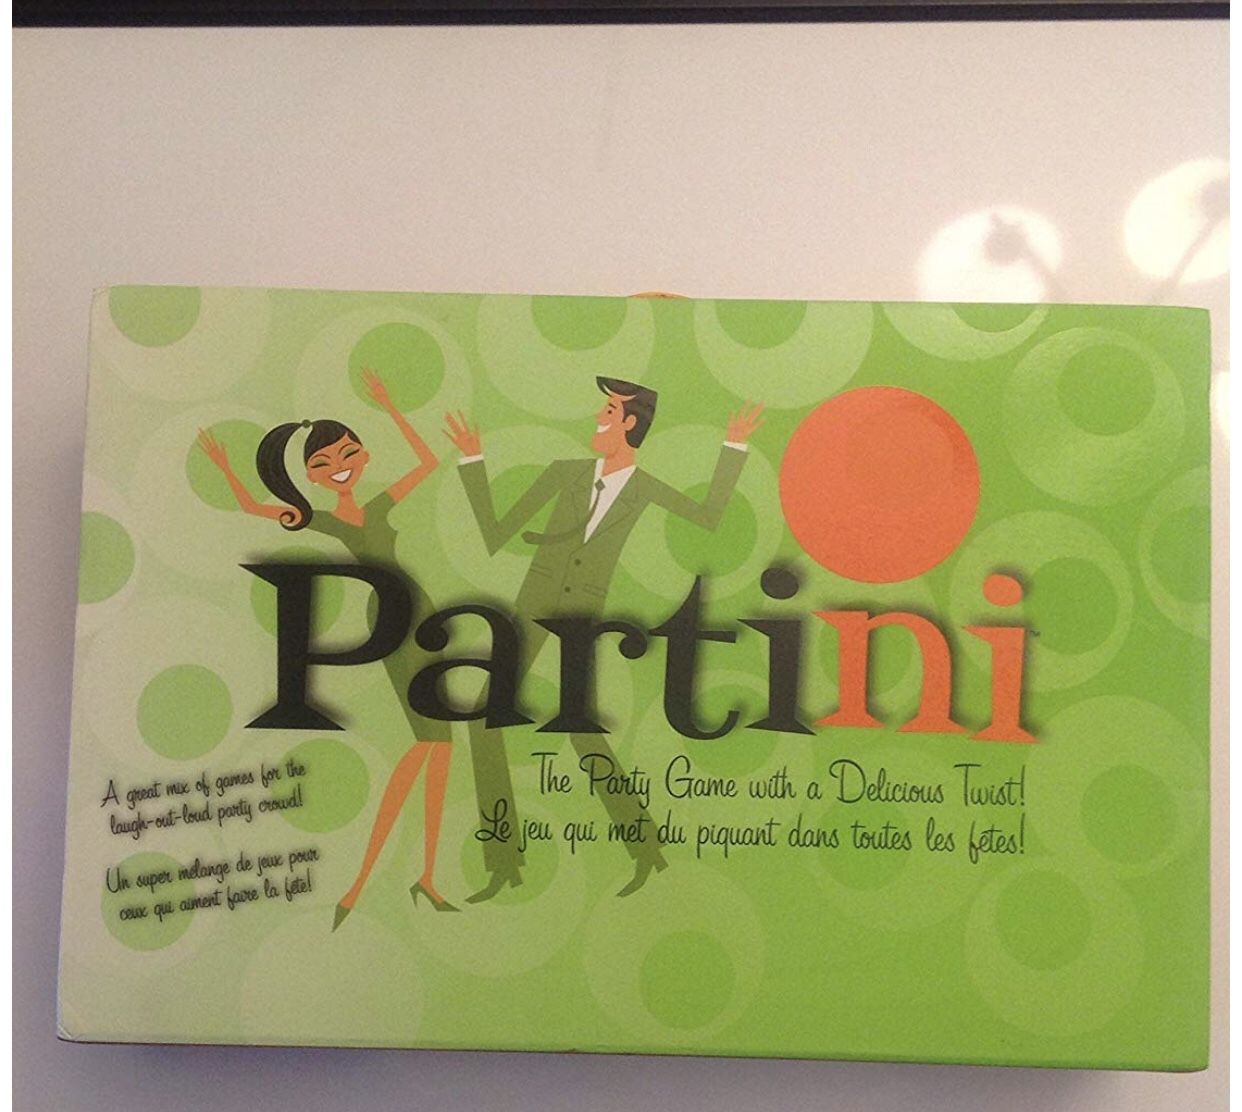 Partini
The Party Game with a Delicious Twist!
Le jeu qui met du piquant dans toutes les fêtes!
A great mix of games for the
laugh-out-loud party crowd!
Un super mélange de jeux pour
ceux qui aiment faire la fête!